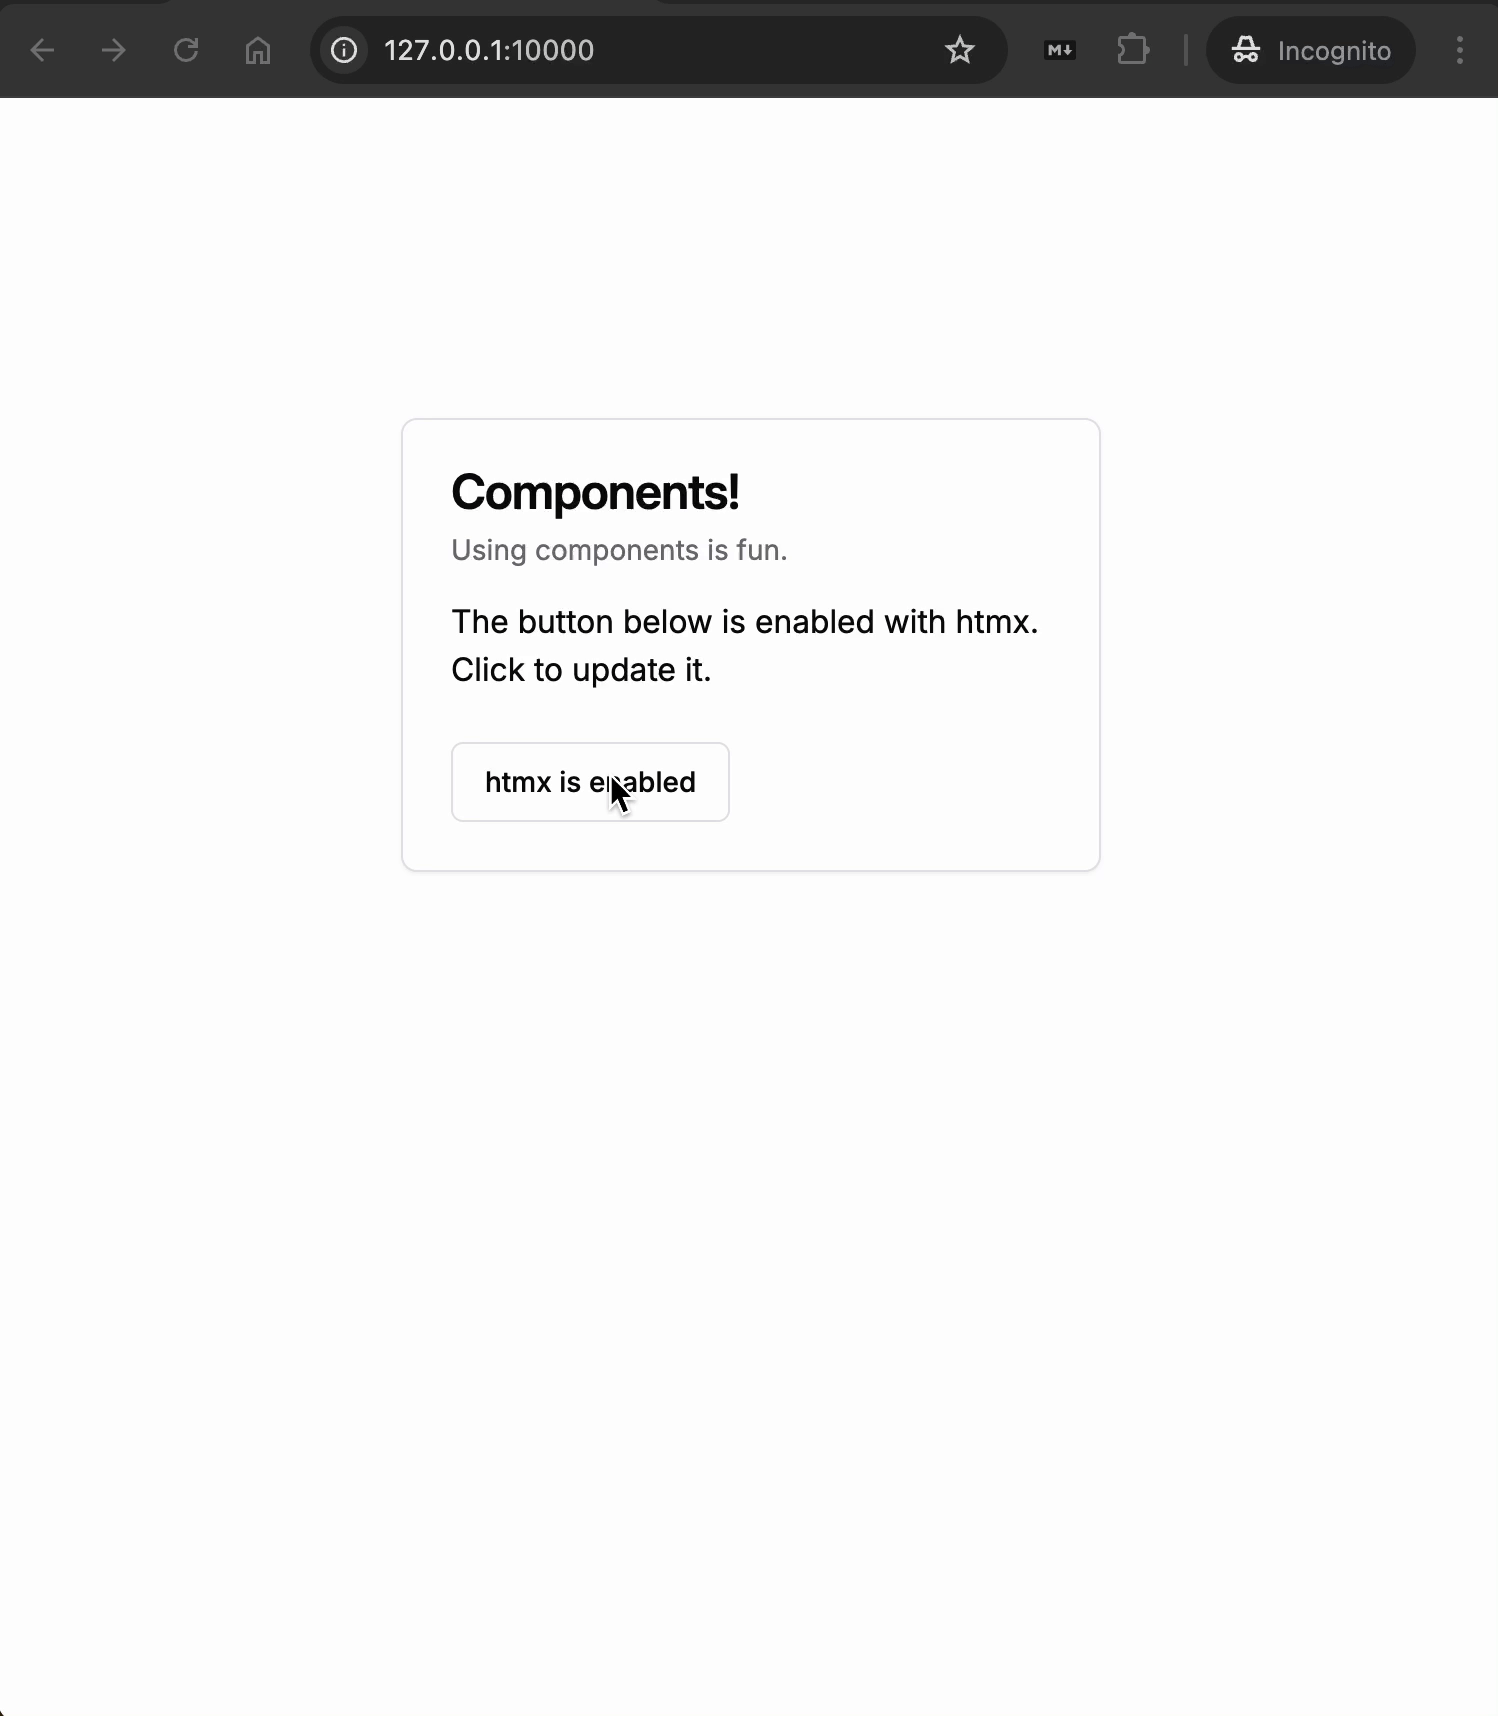 127.0.0.1:10000
M
Incognito
Components!
Using components is fun.
The button below is enabled with htmx.
Click to update it.
htmx is enabled